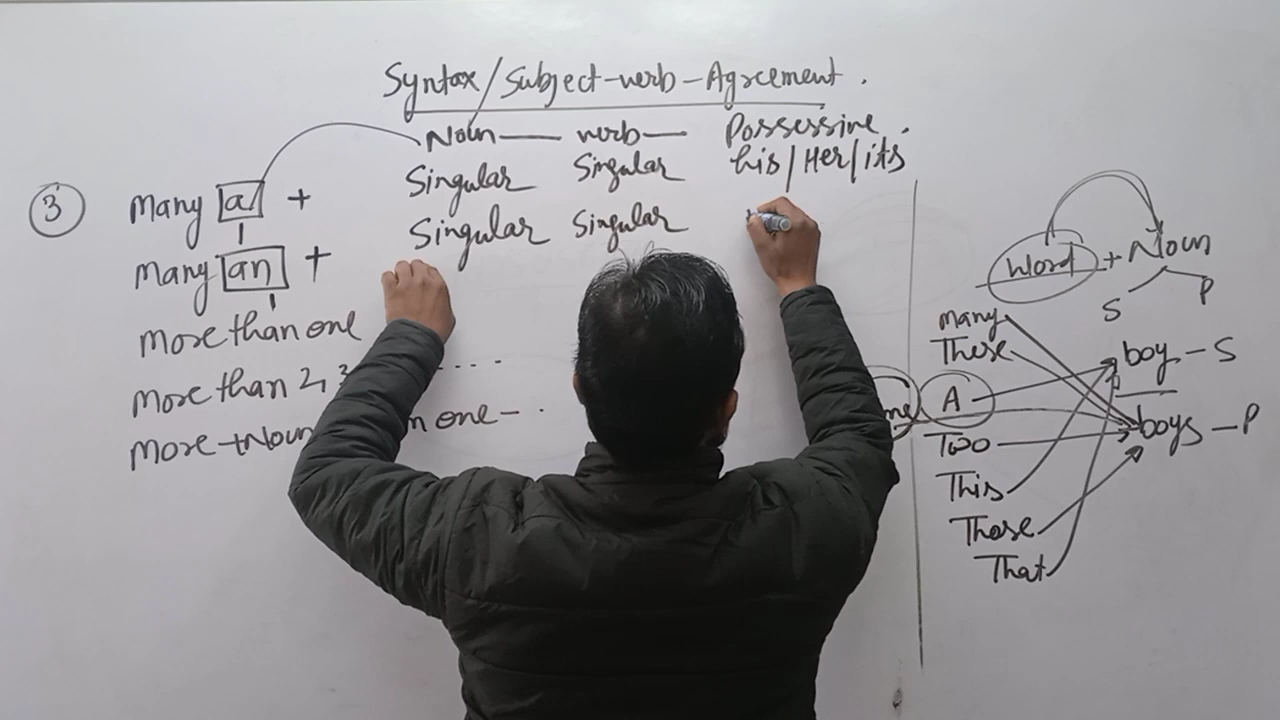 Syntax/Subject-verb-Agreement.
Noun — verb — Possessive.
3 Many a + Singular Singular his/Her/its
Many an + Singular Singular
More than one
More than 2, 3 ....
More + Noun one - .
Word + Noun
S P
many
These
boy - S
A
boys - P
Two
This
Those
That